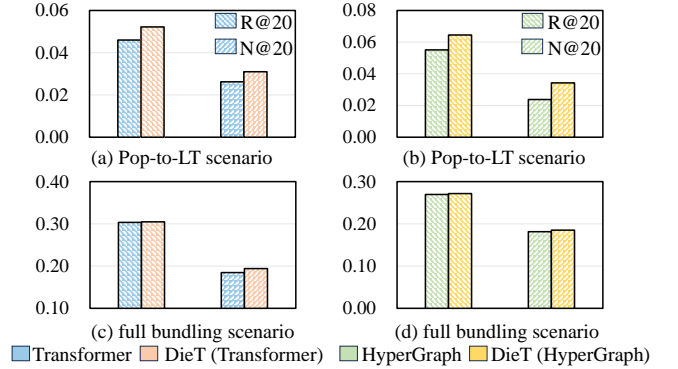 0.06
0.04
0.02
0.00
R@20
N@20
(a) Pop-to-LT scenario
0.08
0.06
0.04
0.02
0.00
R@20
N@20
(b) Pop-to-LT scenario
0.40
0.30
0.20
0.10
(c) full bundling scenario
0.30
0.20
0.10
0.00
(d) full bundling scenario
Transformer DieT (Transformer) HyperGraph DieT (HyperGraph)